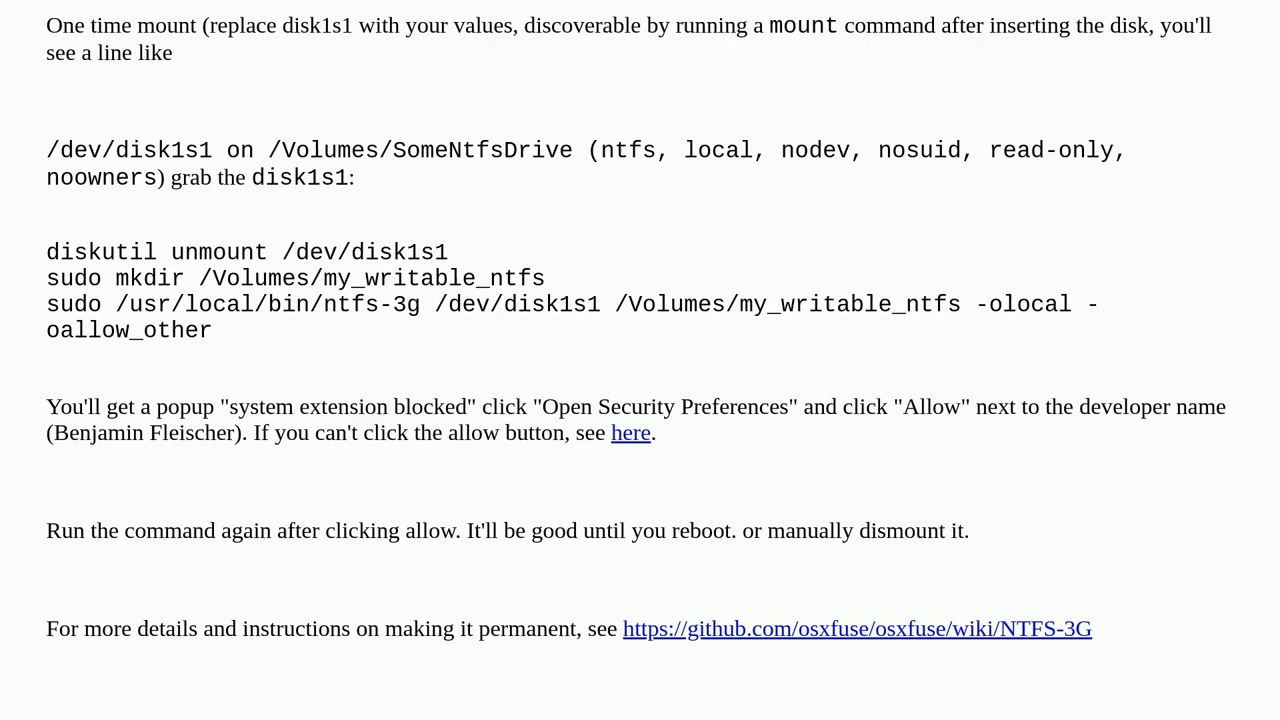 One time mount (replace disk1s1 with your values, discoverable by running a mount command after inserting the disk, you'll
see a line like
/dev/disk1s1 on /Volumes/SomeNtfsDrive (ntfs, local, nodev, nosuid, read-only,
noowners) grab the disk1s1:
diskutil unmount /dev/disk1s1
sudo mkdir /Volumes/my_writable_ntfs
sudo /usr/local/bin/ntfs-3g /dev/disk1s1 /Volumes/my_writable_ntfs -olocal -
oallow_other
You'll get a popup "system extension blocked" click "Open Security Preferences" and click "Allow" next to the developer name
(Benjamin Fleischer). If you can't click the allow button, see here.
Run the command again after clicking allow. It'll be good until you reboot. or manually dismount it.
For more details and instructions on making it permanent, see https://github.com/osxfuse/osxfuse/wiki/NTFS-3G